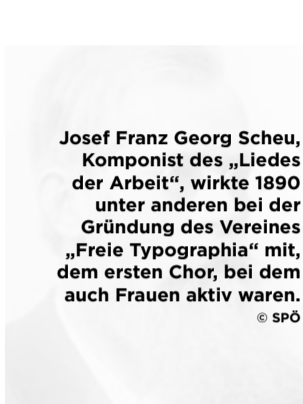 Josef Franz Georg Scheu,
Komponist des „Liedes
der Arbeit“, wirkte 1890
unter anderen bei der
Gründung des Vereines
„Freie Typographia“ mit,
dem ersten Chor, bei dem
auch Frauen aktiv waren.
© SPÖ